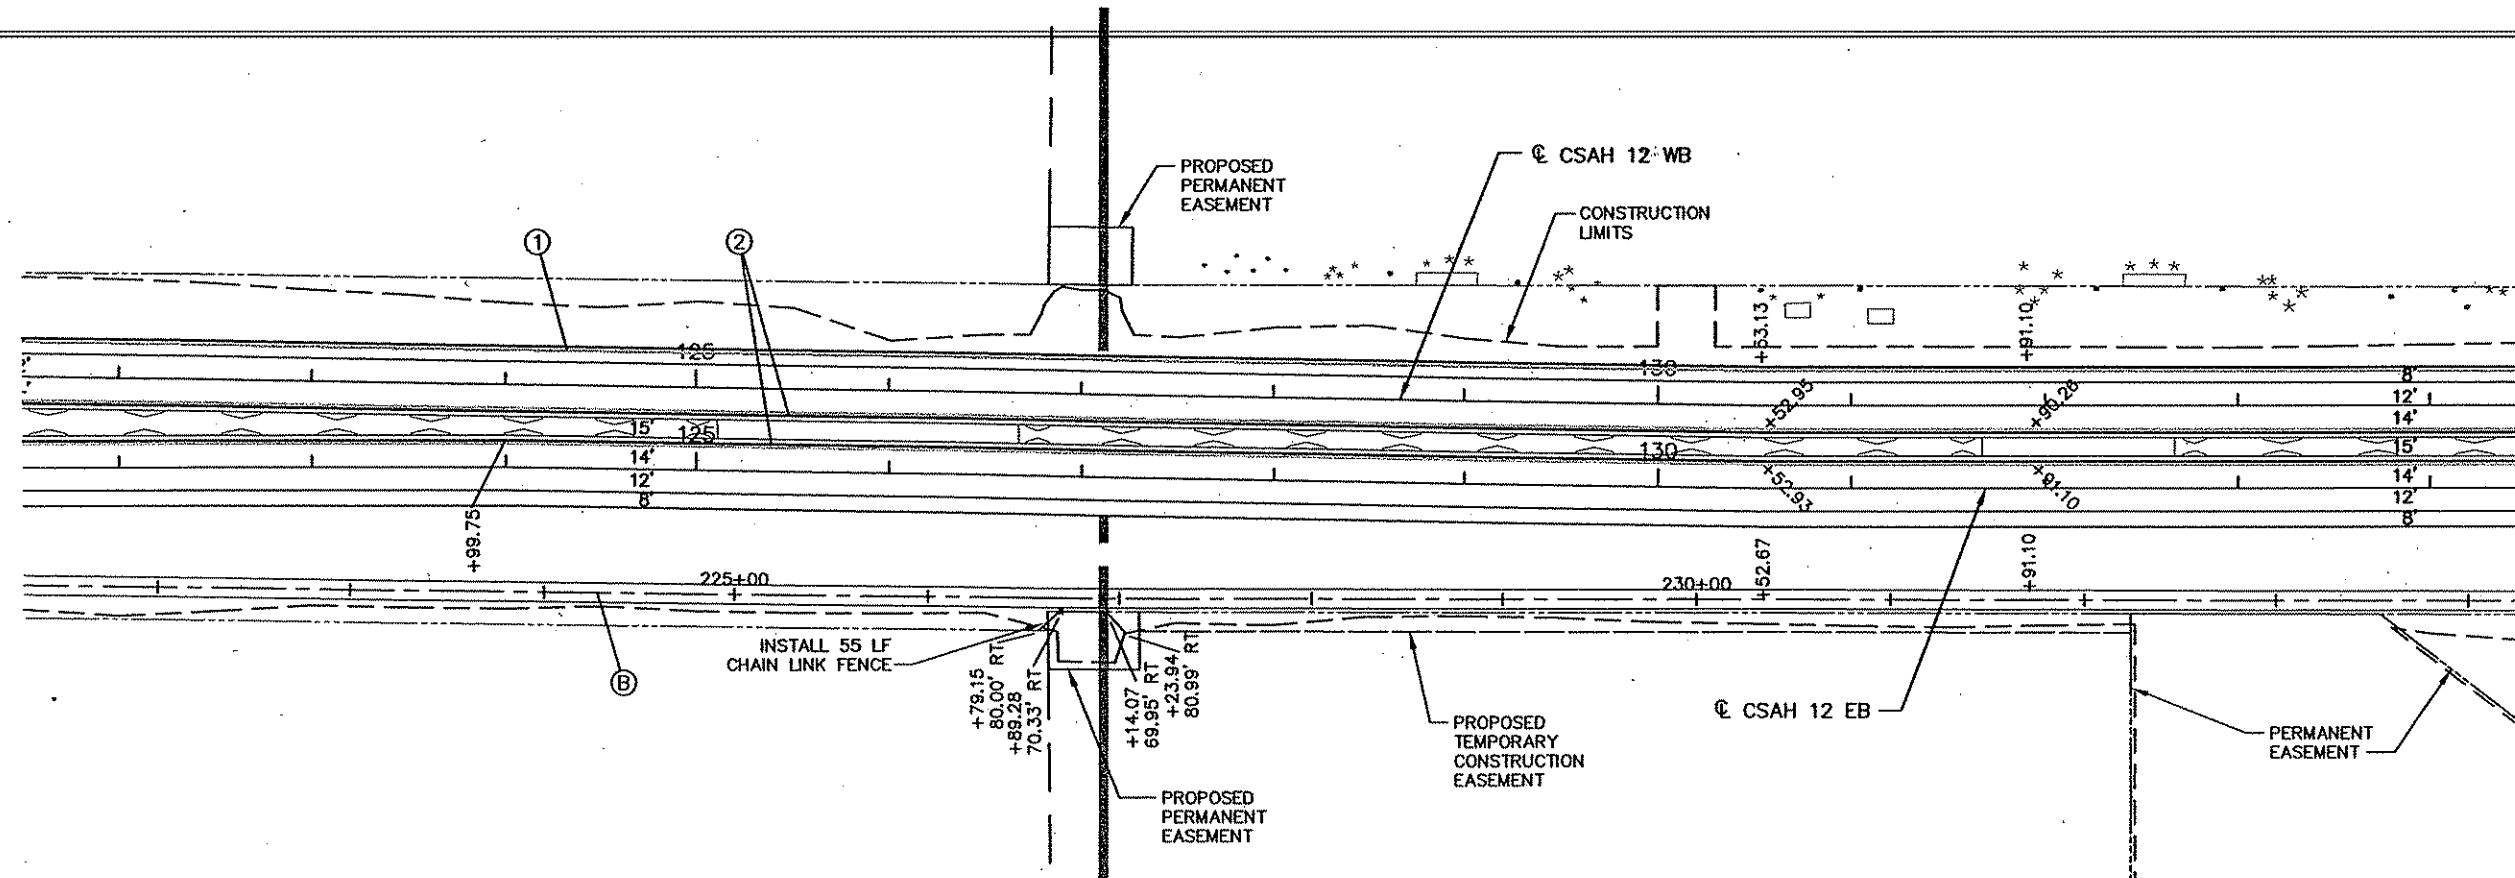 ℄ CSAH 12 WB
PROPOSED
PERMANENT
EASEMENT
CONSTRUCTION
LIMITS
1
2
+53.13
+91.10
125
130
8'
12'
14'
15'
+52.95
+90.26
15'
125
130
14'
12'
8'
14'
12'
8'
+52.93
+91.10
+99.75
+52.67
+91.10
225+00
230+00
INSTALL 55 LF
CHAIN LINK FENCE
B
+79.15
80.00' RT
+89.28
70.33' RT
+14.07
69.95' RT
+23.94
80.99' RT
℄ CSAH 12 EB
PROPOSED
TEMPORARY
CONSTRUCTION
EASEMENT
PERMANENT
EASEMENT
PROPOSED
PERMANENT
EASEMENT